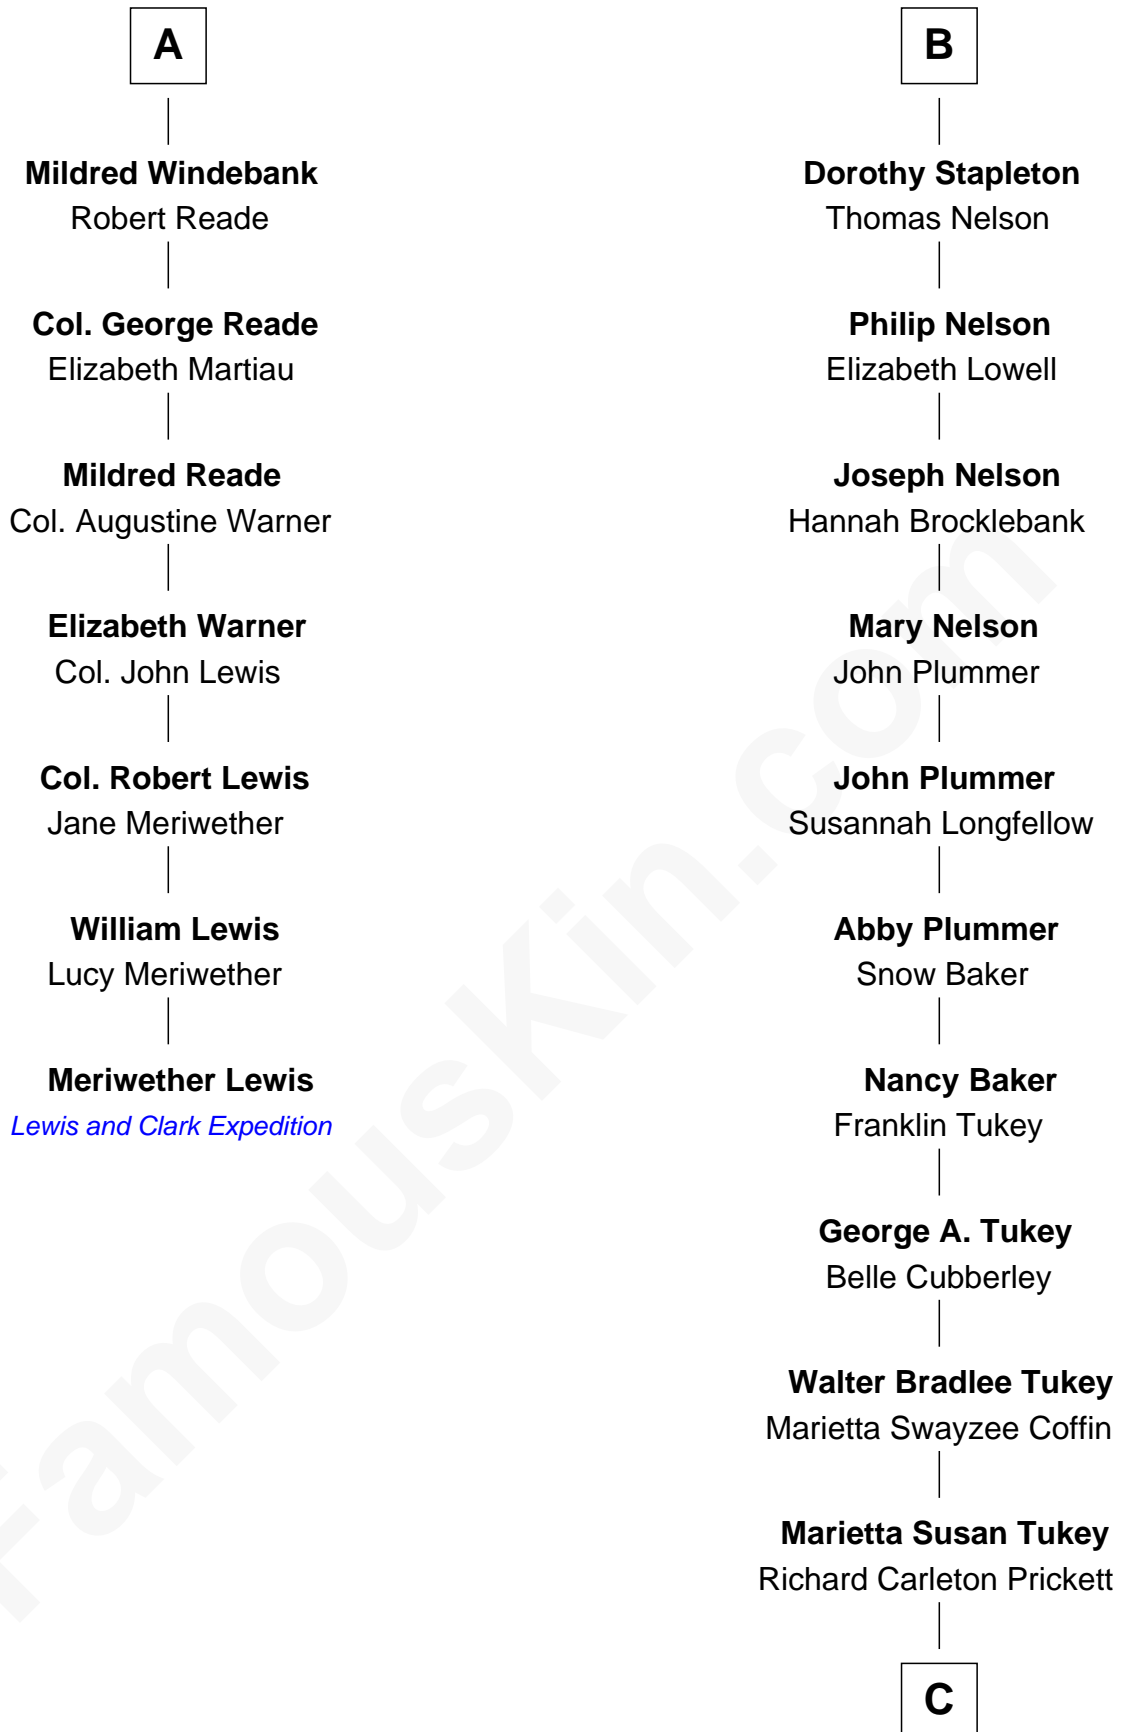 A
Mildred Windebank
Robert Reade
Col. George Reade
Elizabeth Martiau
Mildred Reade
Col. Augustine Warner
Elizabeth Warner
Col. John Lewis
Col. Robert Lewis
Jane Meriwether
William Lewis
Lucy Meriwether
Meriwether Lewis
Lewis and Clark Expedition
B
Dorothy Stapleton
Thomas Nelson
Philip Nelson
Elizabeth Lowell
Joseph Nelson
Hannah Brocklebank
Mary Nelson
John Plummer
John Plummer
Susannah Longfellow
Abby Plummer
Snow Baker
Nancy Baker
Franklin Tukey
George A. Tukey
Belle Cubberley
Walter Bradlee Tukey
Marietta Swayzee Coffin
Marietta Susan Tukey
Richard Carleton Prickett
C
FamousKin.com